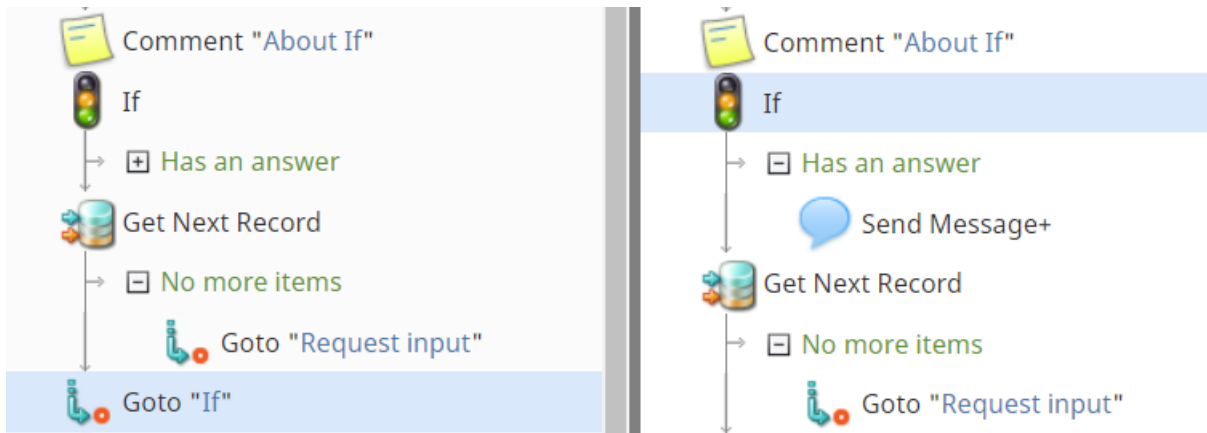 Comment "About If"
If
Has an answer
Get Next Record
No more items
Goto "Request input"
Goto "If"
Comment "About If"
If
Has an answer
Send Message+
Get Next Record
No more items
Goto "Request input"